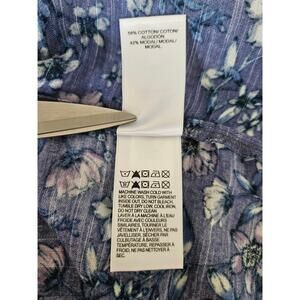 58% COTTON/ COTON/
ALGODÓN
42% MODAL/ MODAL/
MODAL.
MACHINE WASH COLD WITH
LIKE COLORS, TURN GARMENT
INSIDE OUT. DO NOT BLEACH.
TUMBLE DRY LOW. COOL IRON.
DO NOT DRY CLEAN.
LAVER À LA MACHINE À L'EAU
FROIDE AVEC COULEURS
SIMILAIRES, TOURNER LE
VÊTEMENT À L'ENVERS. NE PAS
JAVELLISER. SÉCHER PAR
CULBUTAGE À BASSE
TEMPÉRATURE. REPASSER À
FROID. NE PAS NETTOYER À
SEC.